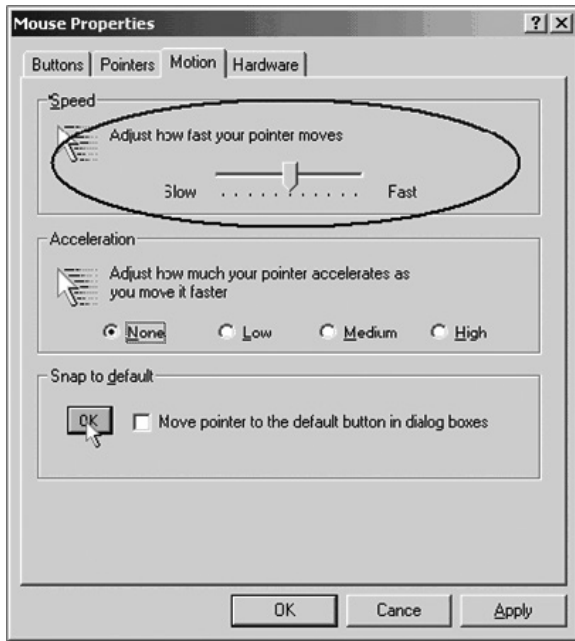 Mouse Properties
Buttons Pointers Motion Hardware
Speed
Adjust how fast your pointer moves
Slow Fast
Acceleration
Adjust how much your pointer accelerates as
you move it faster
None Low Medium High
Snap to default
OK Move pointer to the default button in dialog boxes
OK Cance Apply